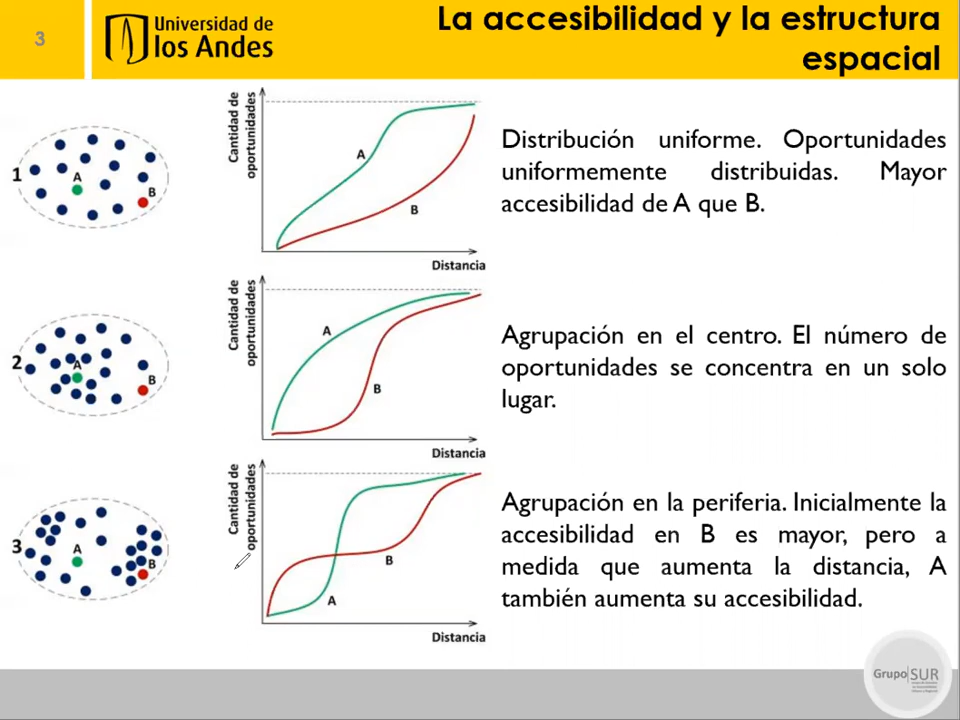 3
Universidad de
los Andes
La accesibilidad y la estructura
espacial
1
A
B
Cantidad de
oportunidades
A
B
Distancia
Distribución uniforme. Oportunidades
uniformemente distribuidas. Mayor
accesibilidad de A que B.
2
A
B
Cantidad de
oportunidades
A
B
Distancia
Agrupación en el centro. El número de
oportunidades se concentra en un solo
lugar.
3
A
B
Cantidad de
oportunidades
A
B
Distancia
Agrupación en la periferia. Inicialmente la
accesibilidad en B es mayor, pero a
medida que aumenta la distancia, A
también aumenta su accesibilidad.
Grupo SUR